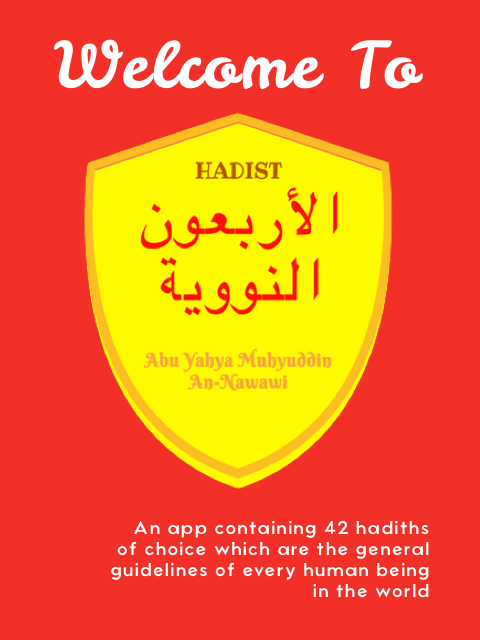 Welcome To
HADIST
الأربعون
النووية
Abu Yahya Muhyuddin
An-Nawawi
An app containing 42 hadiths
of choice which are the general
guidelines of every human being
in the world